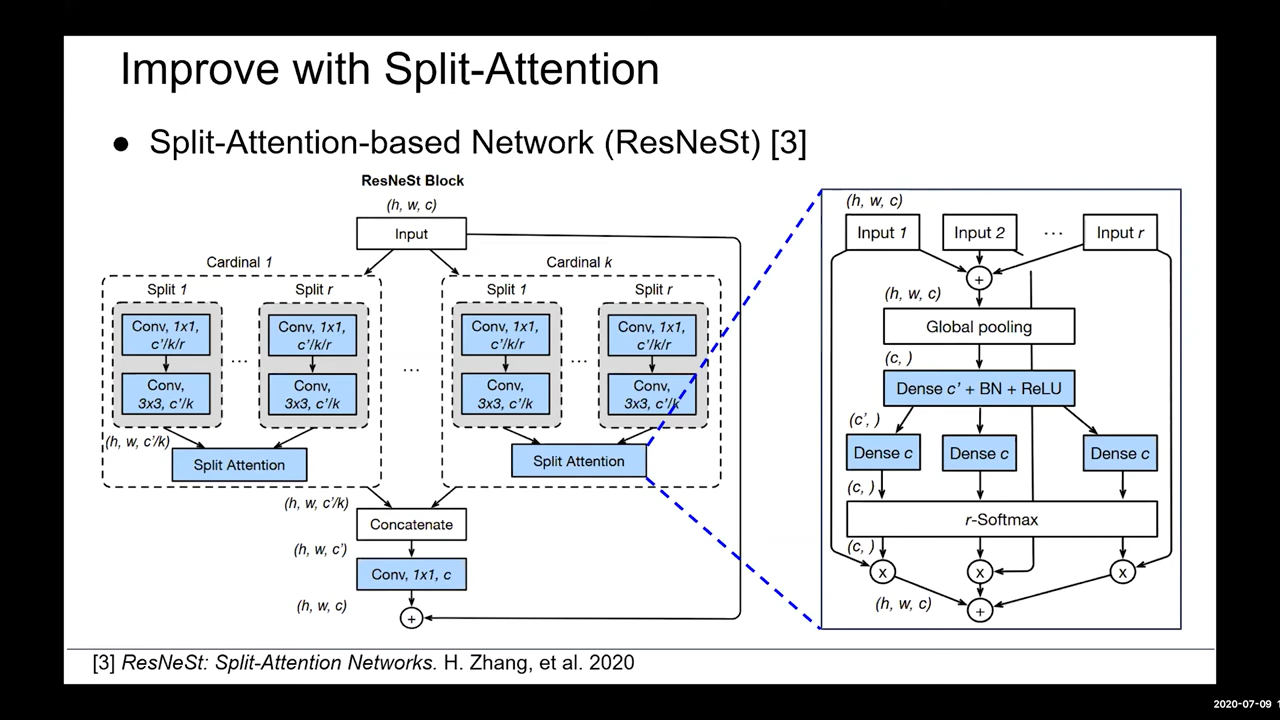 Improve with Split-Attention
● Split-Attention-based Network (ResNeSt) [3]
ResNeSt Block
(h, w, c)
Input
Cardinal 1
Cardinal k
Split 1
Split r
Split 1
Split r
Conv, 1x1,
c'/k/r
Conv, 1x1,
c'/k/r
Conv, 1x1,
c'/k/r
Conv, 1x1,
c'/k/r
...
...
...
Conv,
3x3, c'/k
Conv,
3x3, c'/k
Conv,
3x3, c'/k
Conv,
3x3, c'/k
(h, w, c'/k)
Split Attention
Split Attention
(h, w, c'/k)
Concatenate
(h, w, c')
Conv, 1x1, c
(h, w, c)
+
(h, w, c)
Input 1
Input 2
...
Input r
+
(h, w, c)
Global pooling
(c, )
Dense c' + BN + ReLU
(c', )
Dense c
Dense c
Dense c
(c, )
r-Softmax
(c, )
x
x
x
(h, w, c)
+
[3] ResNeSt: Split-Attention Networks. H. Zhang, et al. 2020
2020-07-09